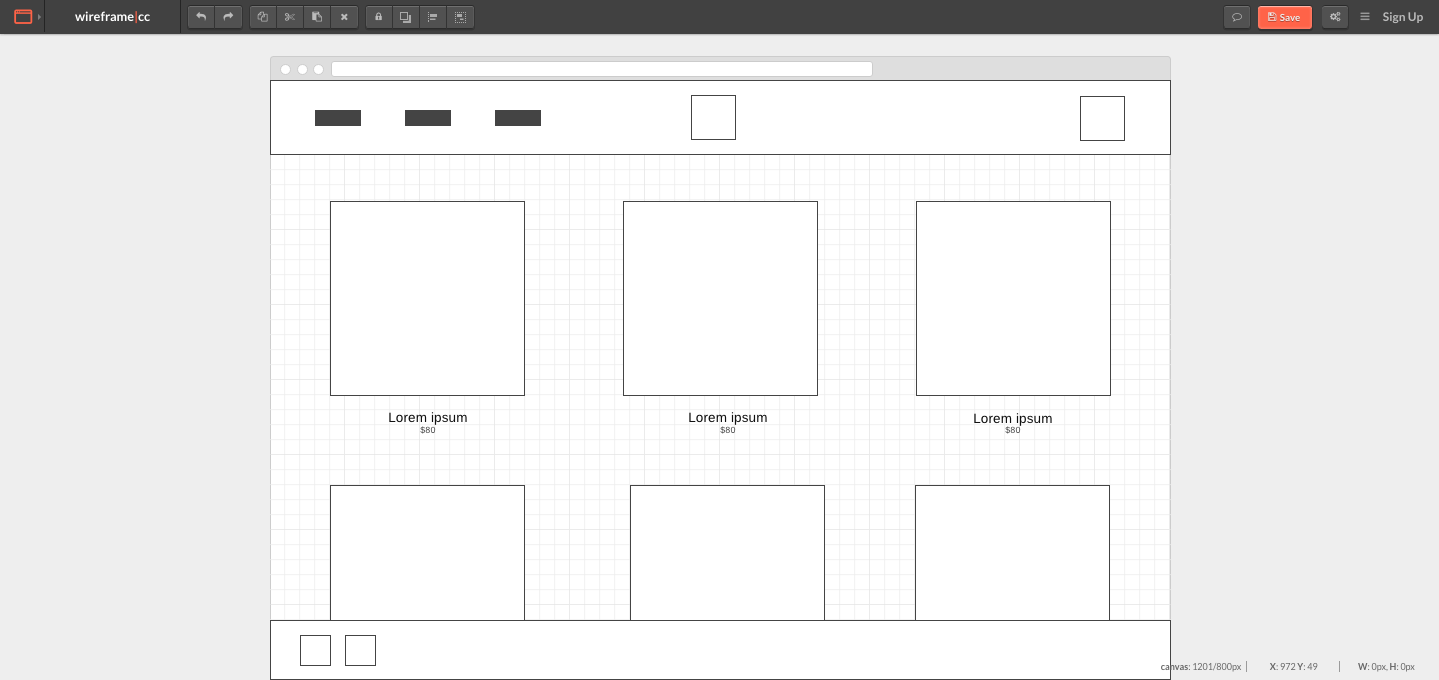 wireframe|cc
Save
Sign Up
Lorem ipsum
$80
Lorem ipsum
$80
Lorem ipsum
$80
canvas: 1201/800px
X: 972 Y: 49
W: 0px, H: 0px